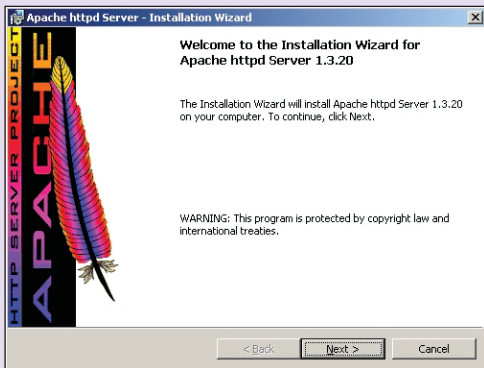 Apache httpd Server - Installation Wizard
HTTP SERVER PROJECT
APACHE
Welcome to the Installation Wizard for
Apache httpd Server 1.3.20
The Installation Wizard will install Apache httpd Server 1.3.20
on your computer. To continue, click Next.
WARNING: This program is protected by copyright law and
international treaties.
< Back
Next >
Cancel